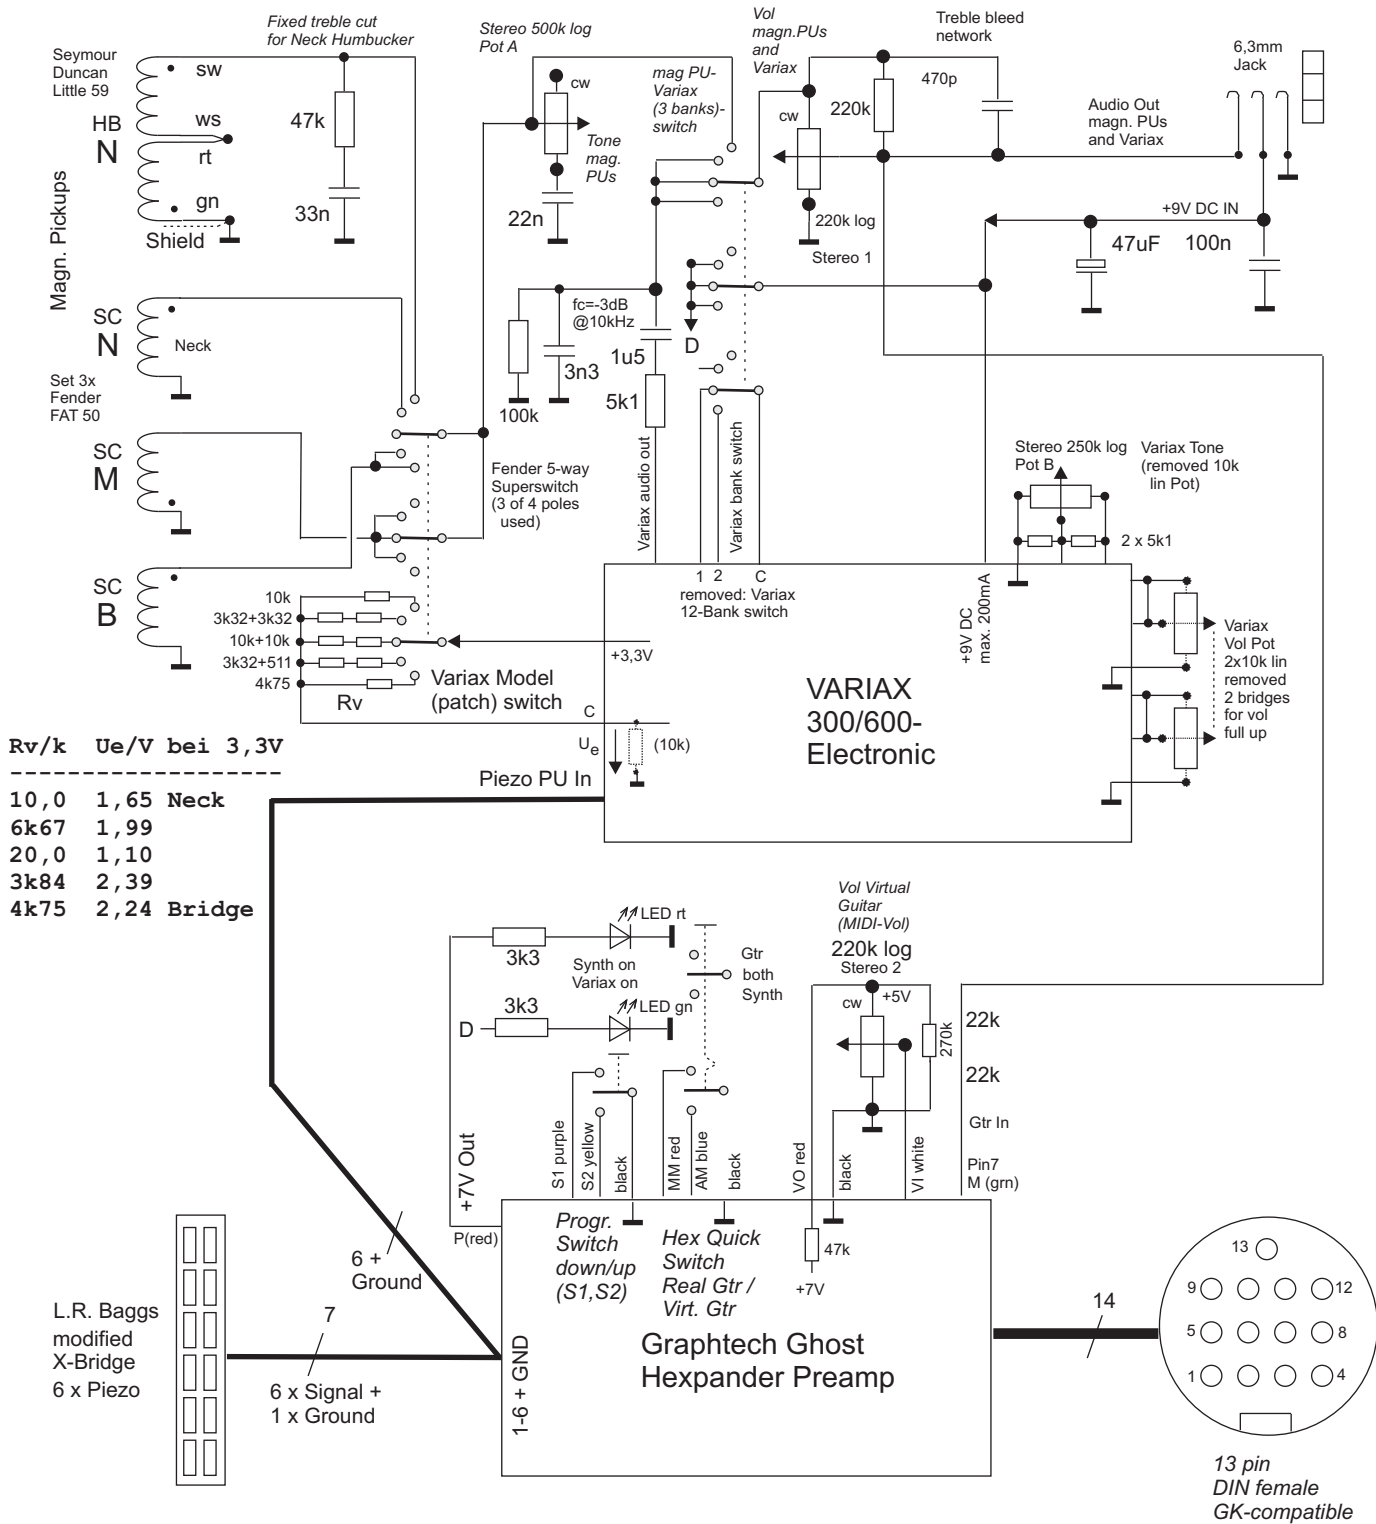 Fixed treble cut
for Neck Humbucker
Seymour
Duncan
Little 59
sw
HB
N
ws
rt
gn
Shield
47k
33n
Magn. Pickups
Stereo 500k log
Pot A
cw
Tone
mag.
PUs
22n
mag PU-
Variax
(3 banks)-
switch
Vol
magn.PUs
and
Variax
cw
220k log
Stereo 1
Treble bleed
network
470p
220k
6,3mm
Jack
Audio Out
magn. PUs
and Variax
+9V DC IN
47uF
100n
SC
N
Neck
Set 3x
Fender
FAT 50
SC
M
SC
B
fc=-3dB
@10kHz
1u5
3n3
5k1
100k
D
Fender 5-way
Superswitch
(3 of 4 poles
used)
Variax audio out
Variax bank switch
Stereo 250k log
Pot B
Variax Tone
(removed 10k
lin Pot)
2 x 5k1
1
2
C
removed: Variax
12-Bank switch
+9V DC
max. 200mA
10k
3k32+3k32
10k+10k
3k32+511
4k75
Rv
Variax Model
(patch) switch
+3,3V
C
Ue
(10k)
Piezo PU In
VARIAX
300/600-
Electronic
Variax
Vol Pot
2x10k lin
removed
2 bridges
for vol
full up
Rv/k Ue/V bei 3,3V
--------------------
10,0 1,65 Neck
6k67 1,99
20,0 1,10
3k84 2,39
4k75 2,24 Bridge
LED rt
3k3
Synth on
Variax on
3k3
LED gn
D
Gtr
both
Synth
Vol Virtual
Guitar
(MIDI-Vol)
220k log
Stereo 2
cw
+5V
270k
22k
22k
Gtr In
Pin7
M (grn)
+7V Out
P(red)
S1 purple
S2 yellow
black
MM red
AM blue
black
VO red
black
VI white
Progr.
Switch
down/up
(S1,S2)
Hex Quick
Switch
Real Gtr /
Virt. Gtr
47k
+7V
Graphtech Ghost
Hexpander Preamp
1-6 + GND
6 +
Ground
L.R. Baggs
modified
X-Bridge
6 x Piezo
7
6 x Signal +
1 x Ground
14
13
9
12
5
8
1
4
13 pin
DIN female
GK-compatible